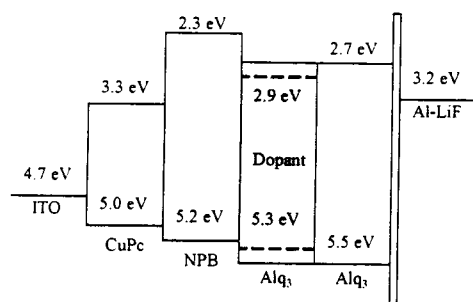 2.3 eV
2.7 eV
3.3 eV
3.2 eV
2.9 eV
Al-LiF
Dopant
4.7 eV
ITO
5.0 eV
5.2 eV
5.3 eV
CuPc
5.5 eV
NPB
Alq₃
Alq₃